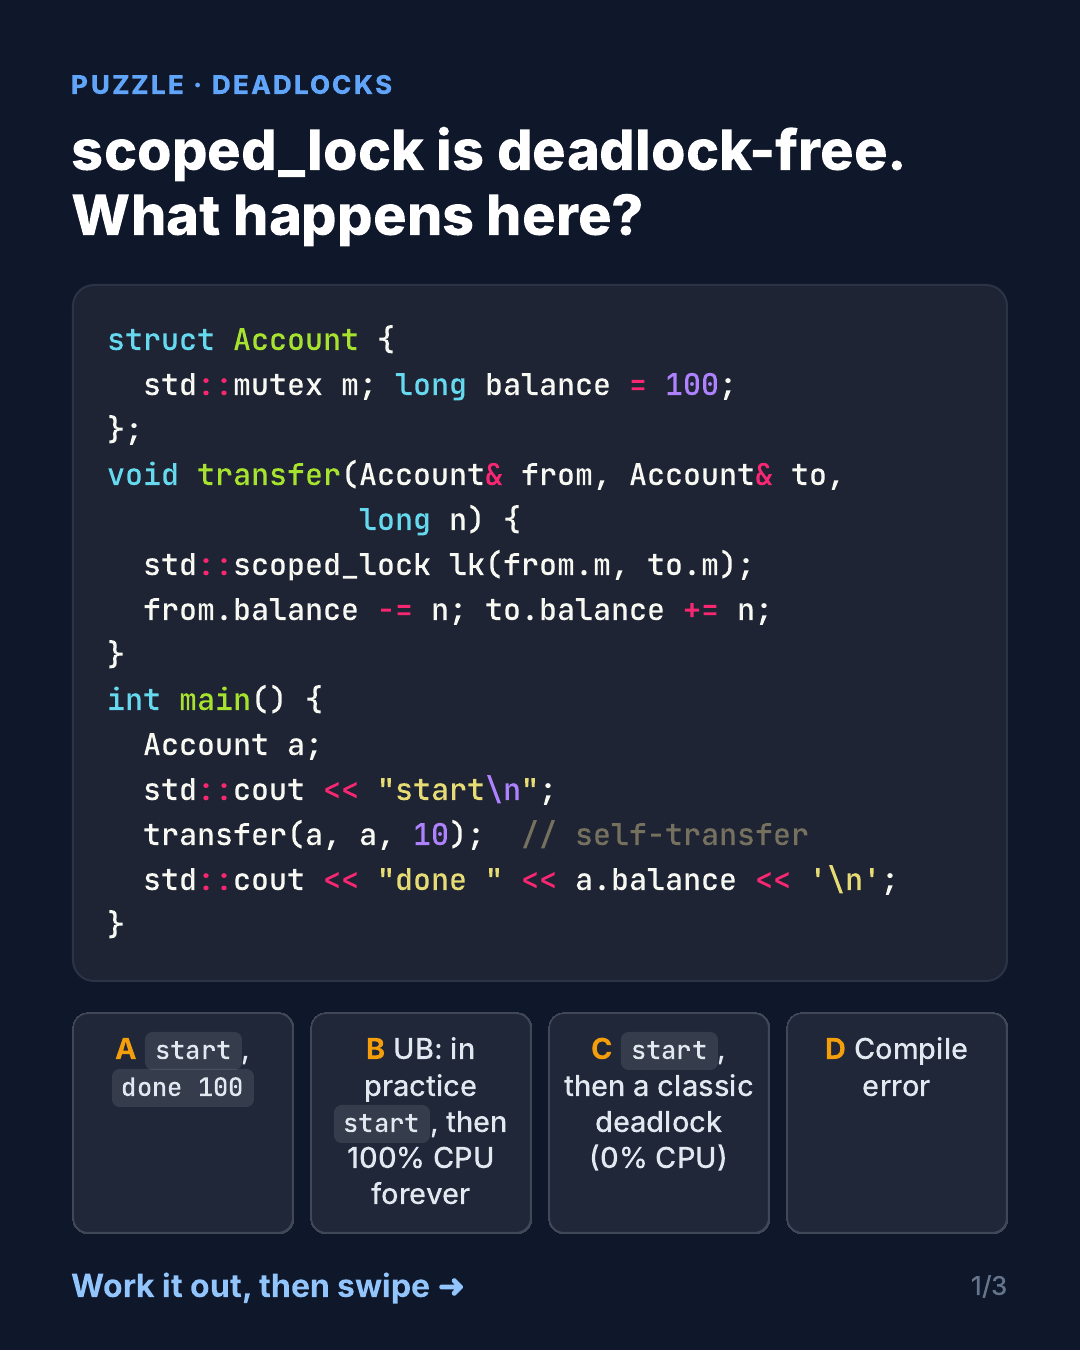 PUZZLE · DEADLOCKS
scoped_lock is deadlock-free.
What happens here?
struct Account {
  std::mutex m; long balance = 100;
};
void transfer(Account& from, Account& to,
              long n) {
  std::scoped_lock lk(from.m, to.m);
  from.balance -= n; to.balance += n;
}
int main() {
  Account a;
  std::cout << "start\n";
  transfer(a, a, 10);  // self-transfer
  std::cout << "done " << a.balance << '\n';
}
A start,
done 100
B UB: in
practice
start, then
100% CPU
forever
C start,
then a classic
deadlock
(0% CPU)
D Compile
error
Work it out, then swipe ➜
1/3